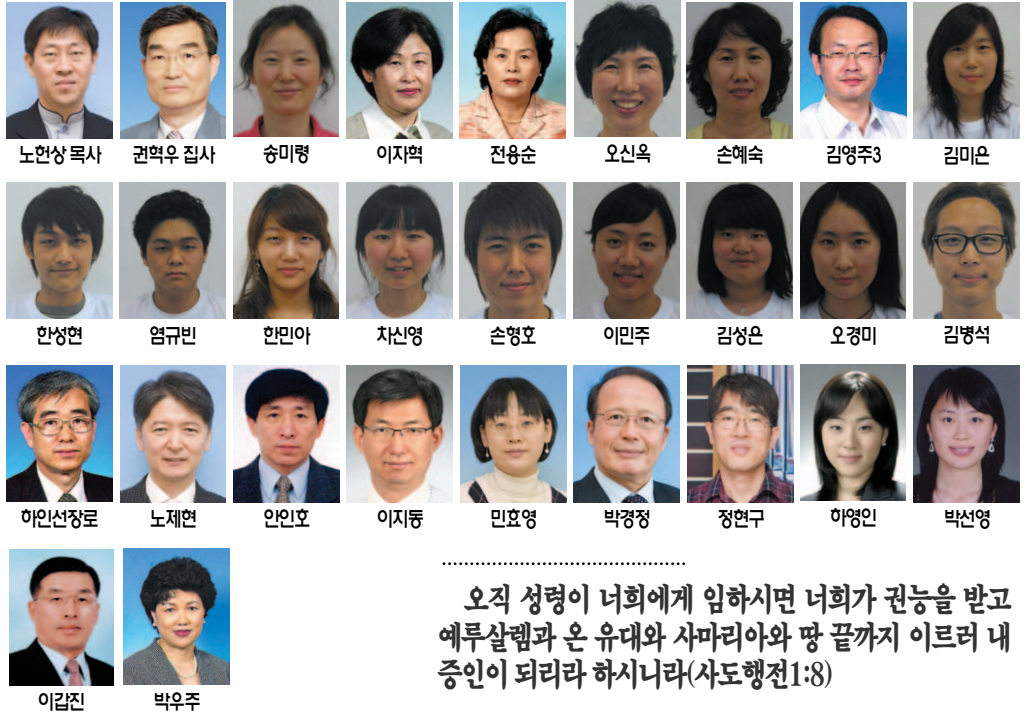 노헌상 목사 권혁우 집사 송미령 이자혁 전용순 오신옥 손혜숙 김영주3 김미은
한성현 염규빈 한민아 차신영 손형호 이민주 김성은 오경미 김병석
하인선장로 노제현 안인호 이지동 민효영 박경정 정현구 하영인 박선영
이갑진 박우주
오직 성령이 너희에게 임하시면 너희가 권능을 받고
예루살렘과 온 유대와 사마리아와 땅 끝까지 이르러 내
증인이 되리라 하시니라(사도행전1:8)